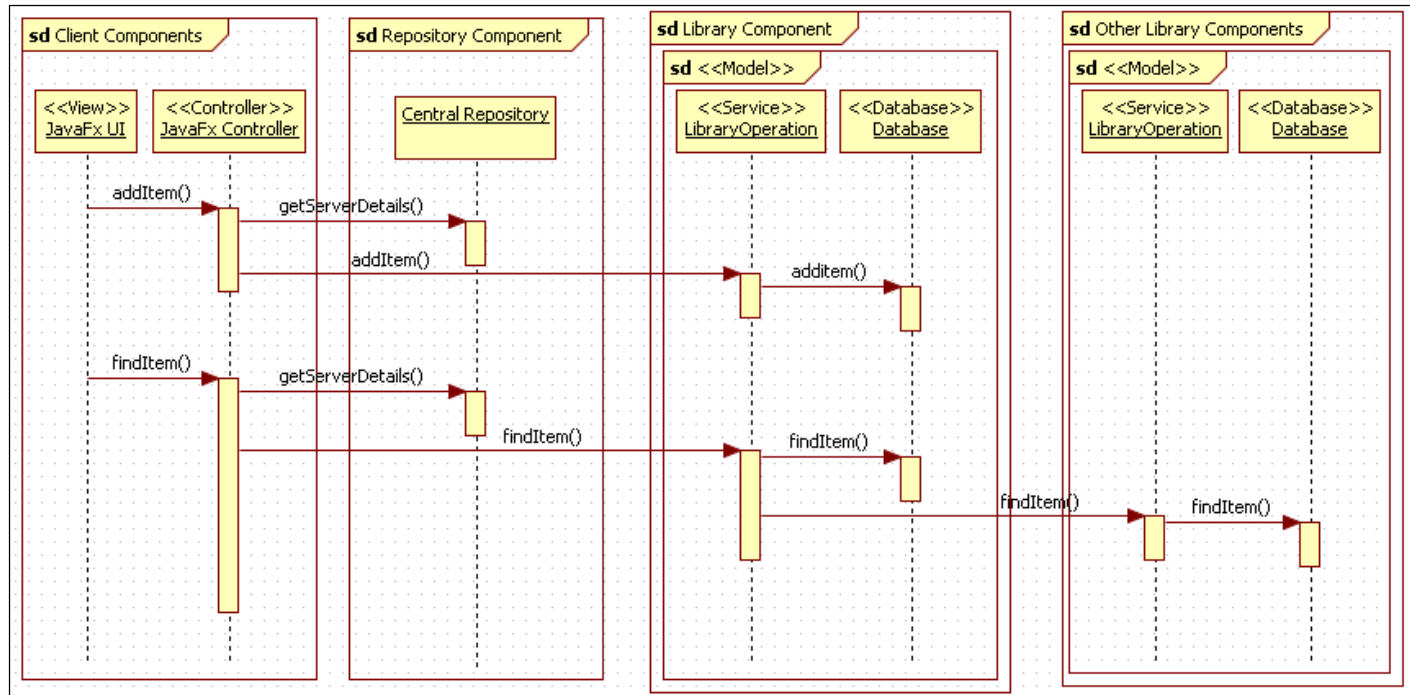 sd Client Components
sd Repository Component
sd Library Component
sd Other Library Components
sd <<Model>>
sd <<Model>>
<<View>>
JavaFx UI
<<Controller>>
JavaFx Controller
Central Repository
<<Service>>
LibraryOperation
<<Database>>
Database
<<Service>>
LibraryOperation
<<Database>>
Database
addItem()
getServerDetails()
addItem()
additem()
findItem()
getServerDetails()
findItem()
findItem()
findItem()
findItem()